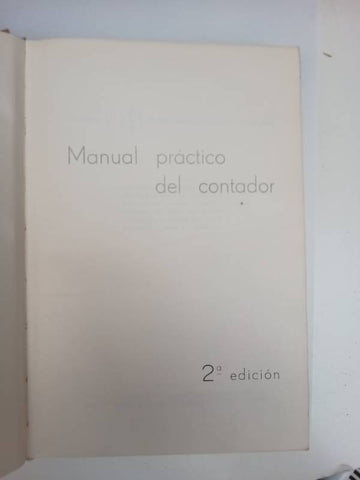 Manual práctico
del contador
2ª edición